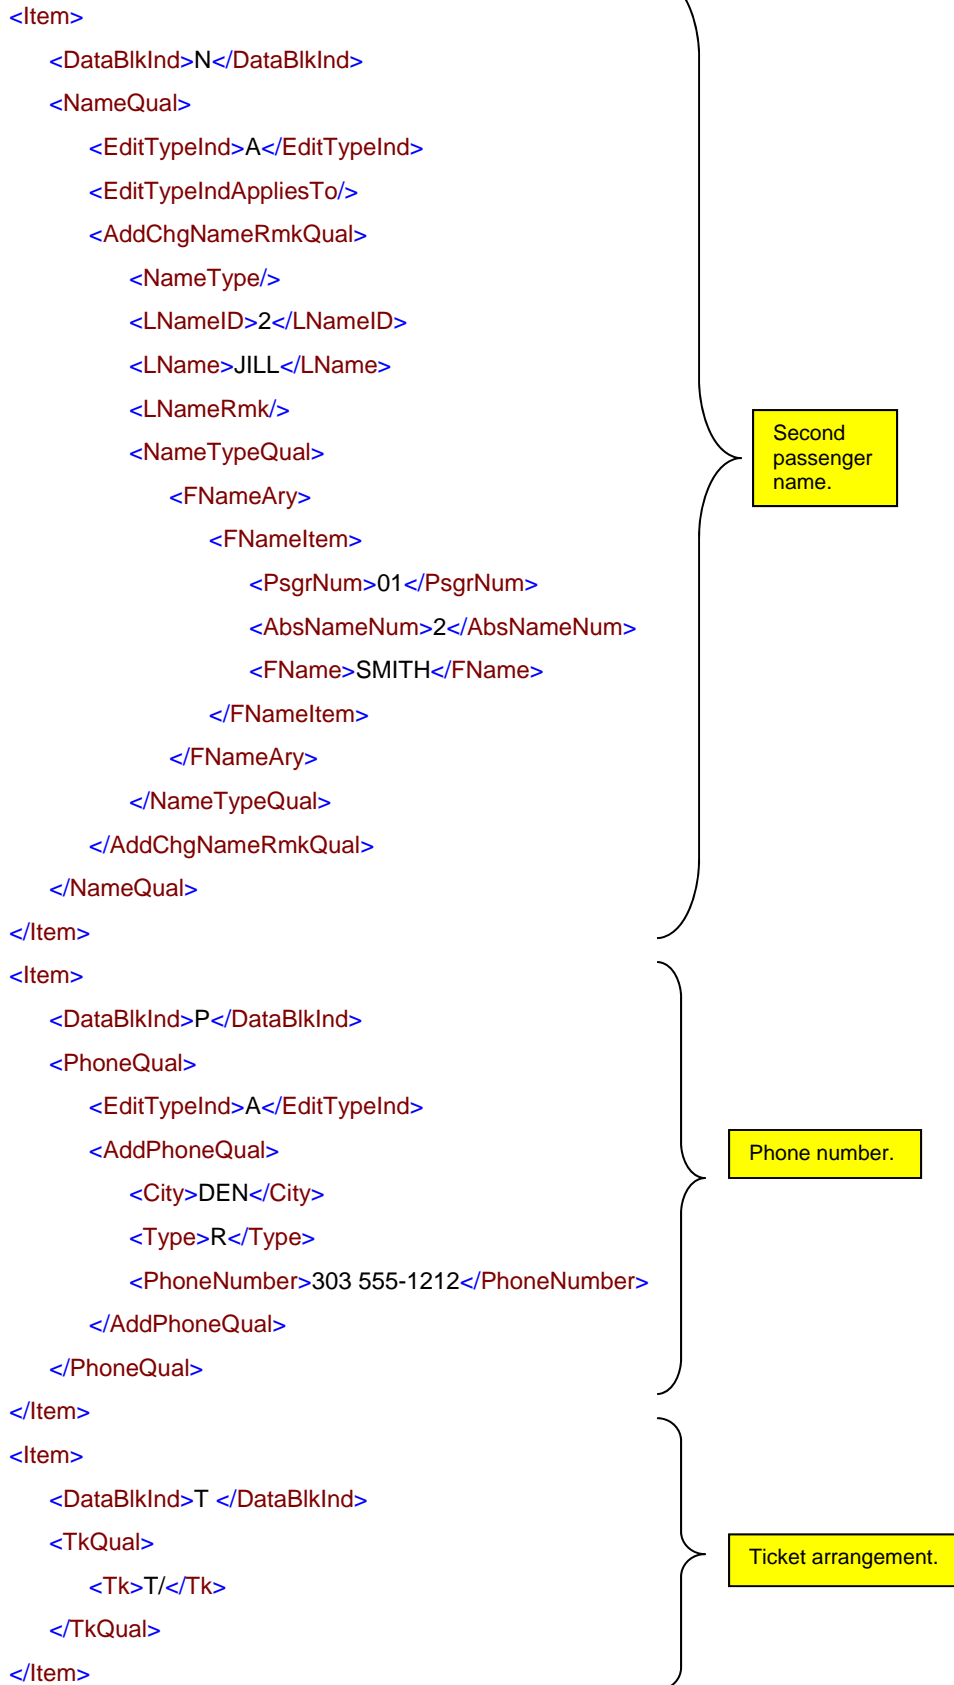 <Item>
<DataBlkInd>N</DataBlkInd>
<NameQual>
<EditTypeInd>A</EditTypeInd>
<EditTypeIndAppliesTo/>
<AddChgNameRmkQual>
<NameType/>
<LNameID>2</LNameID>
<LName>JILL</LName>
<LNameRmk/>
<NameTypeQual>
<FNameAry>
<FNameItem>
<PsgrNum>01</PsgrNum>
<AbsNameNum>2</AbsNameNum>
<FName>SMITH</FName>
</FNameItem>
</FNameAry>
</NameTypeQual>
</AddChgNameRmkQual>
</NameQual>
</Item>
Second
passenger
name.
<Item>
<DataBlkInd>P</DataBlkInd>
<PhoneQual>
<EditTypeInd>A</EditTypeInd>
<AddPhoneQual>
<City>DEN</City>
<Type>R</Type>
<PhoneNumber>303 555-1212</PhoneNumber>
</AddPhoneQual>
</PhoneQual>
</Item>
Phone number.
<Item>
<DataBlkInd>T </DataBlkInd>
<TkQual>
<Tk>T/</Tk>
</TkQual>
</Item>
Ticket arrangement.